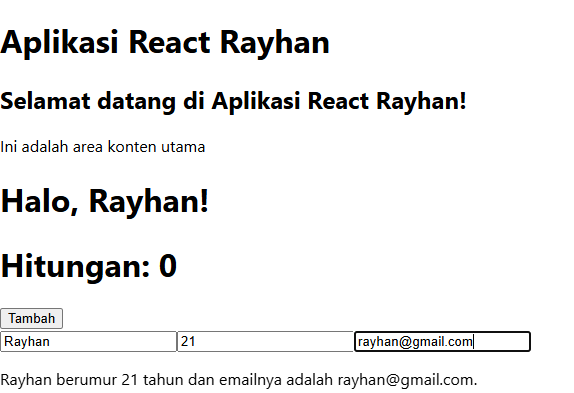 Aplikasi React Rayhan
Selamat datang di Aplikasi React Rayhan!
Ini adalah area konten utama
Halo, Rayhan!
Hitungan: 0
Tambah
Rayhan 21 rayhan@gmail.com
Rayhan berumur 21 tahun dan emailnya adalah rayhan@gmail.com.